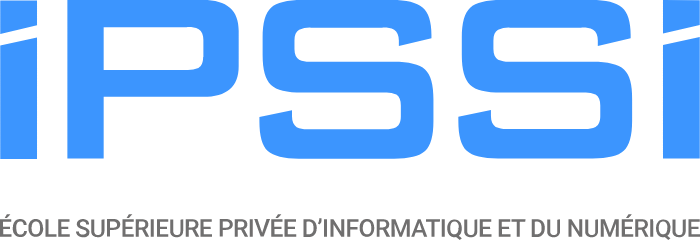 iPSSi
ÉCOLE SUPÉRIEURE PRIVÉE D'INFORMATIQUE ET DU NUMÉRIQUE